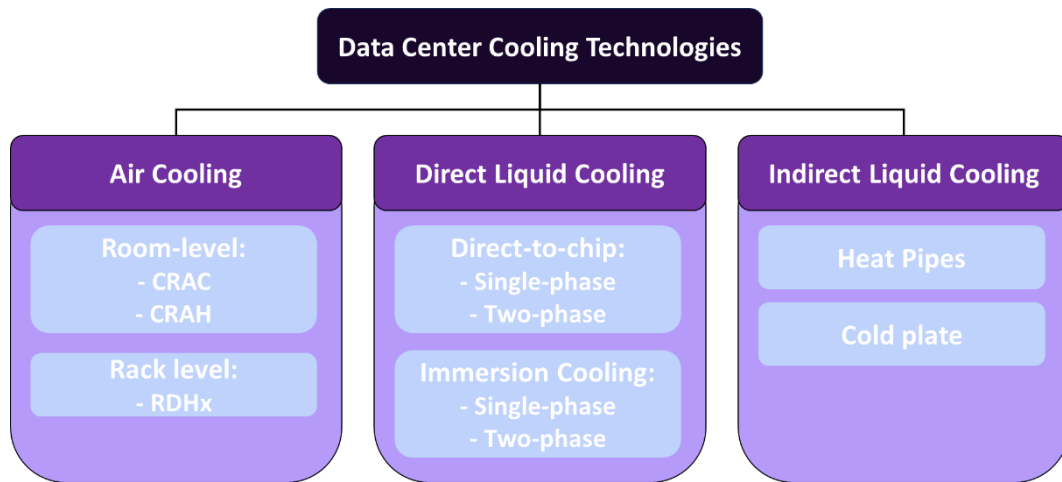 Data Center Cooling Technologies
Air Cooling
Room-level:
- CRAC
- CRAH
Rack level:
- RDHx
Direct Liquid Cooling
Direct-to-chip:
- Single-phase
- Two-phase
Immersion Cooling:
- Single-phase
- Two-phase
Indirect Liquid Cooling
Heat Pipes
Cold plate